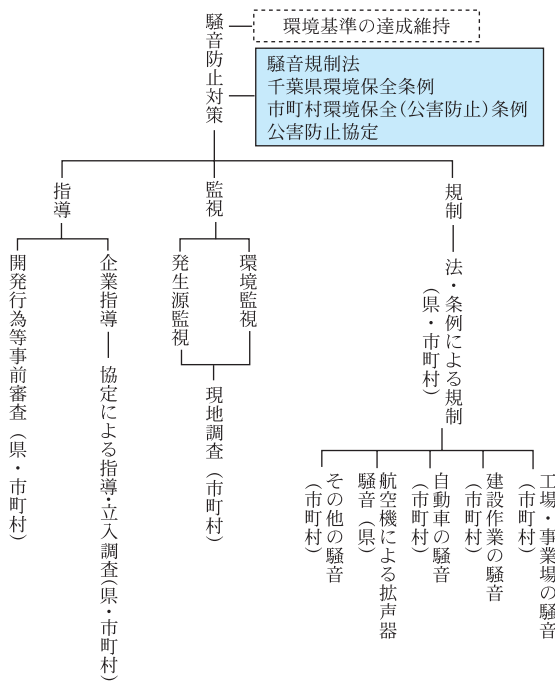 騒音防止対策
環境基準の達成維持
騒音規制法
千葉県環境保全条例
市町村環境保全(公害防止)条例
公害防止協定
規制
法・条例による規制
(県・市町村)
工場・事業場の騒音
(市町村)
建設作業の騒音
(市町村)
自動車の騒音
(市町村)
航空機による拡声器
騒音(県)
その他の騒音
(市町村)
監視
環境監視
発生源監視
現地調査(市町村)
指導
企業指導
協定による指導・立入調査(県・市町村)
開発行為等事前審査(県・市町村)